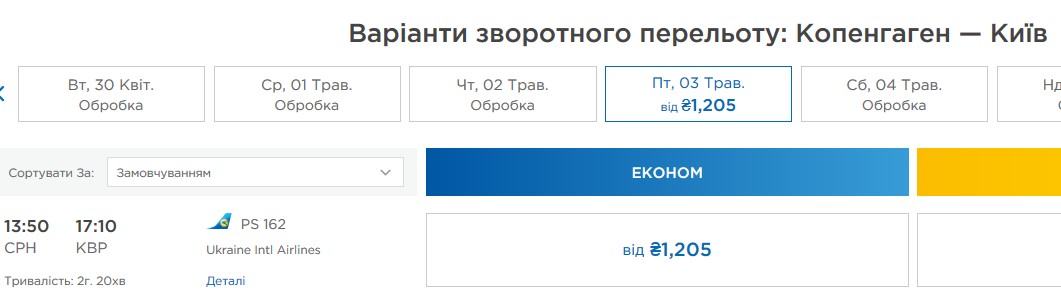 Варіанти зворотного перельоту: Копенгаген — Київ
Вт, 30 Квіт.
Обробка
Ср, 01 Трав.
Обробка
Чт, 02 Трав.
Обробка
Пт, 03 Трав.
від ₴1,205
Сб, 04 Трав.
Обробка
Сортувати За:
Замовчуванням
ЕКОНОМ
13:50 17:10
CPH KBP
PS 162
Ukraine Intl Airlines
Тривалість: 2г. 20хв
Деталі
від ₴1,205